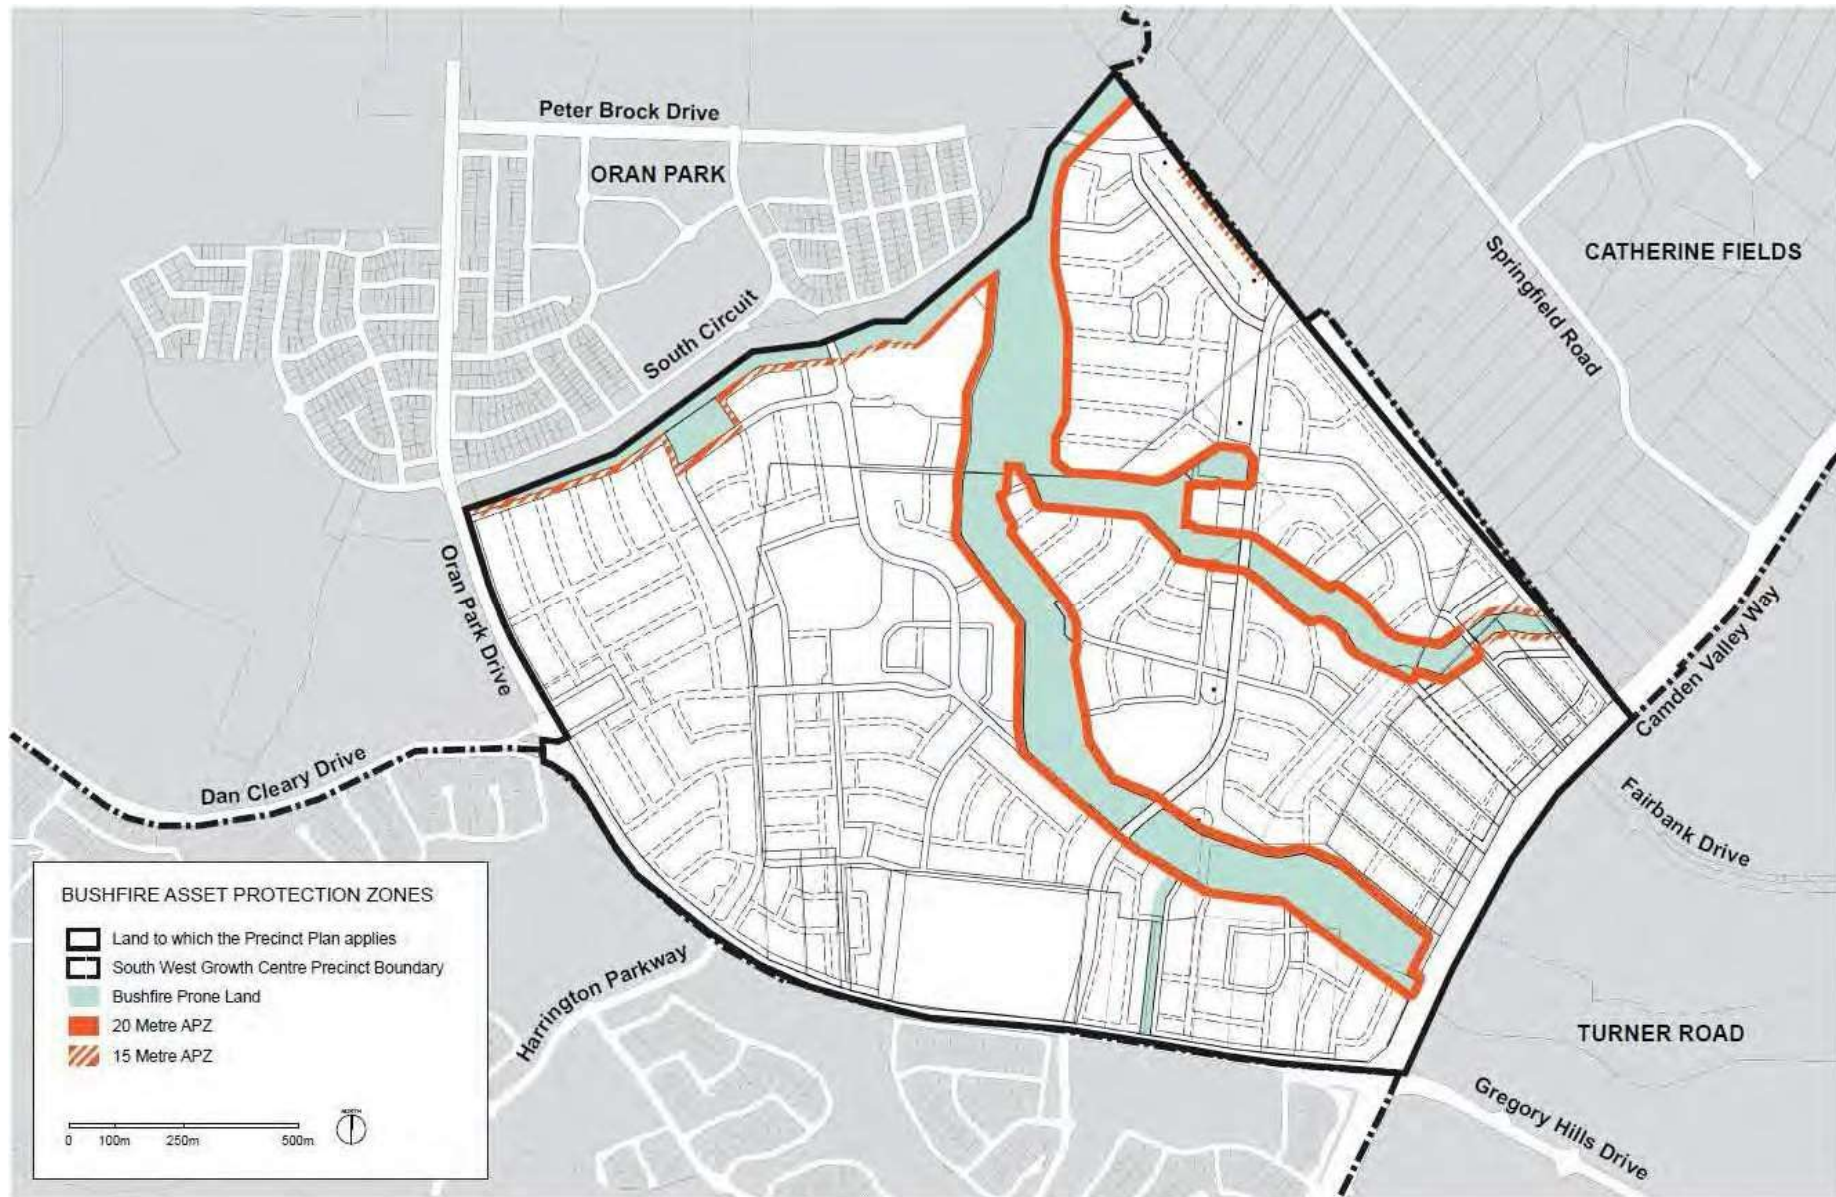 Peter Brock Drive
ORAN PARK
CATHERINE FIELDS
Springfield Road
South Circuit
Oran Park Drive
Camden Valley Way
Dan Cleary Drive
Fairbank Drive
Harrington Parkway
TURNER ROAD
Gregory Hills Drive
BUSHFIRE ASSET PROTECTION ZONES
Land to which the Precinct Plan applies
South West Growth Centre Precinct Boundary
Bushfire Prone Land
20 Metre APZ
15 Metre APZ
NORTH
0 100m 250m 500m